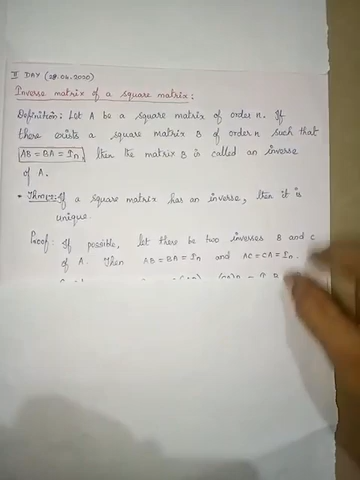 II DAY (28.04.2020)
Inverse matrix of a square matrix:
Definition: Let A be a square matrix of order n. If
there exists a square matrix B of order n such that
AB = BA = In, then the matrix B is called an inverse
of A.
• Thm: If a square matrix has an inverse, then it is
unique.
Proof: If possible, let there be two inverses B and C
of A. Then AB = BA = In and AC = CA = In.